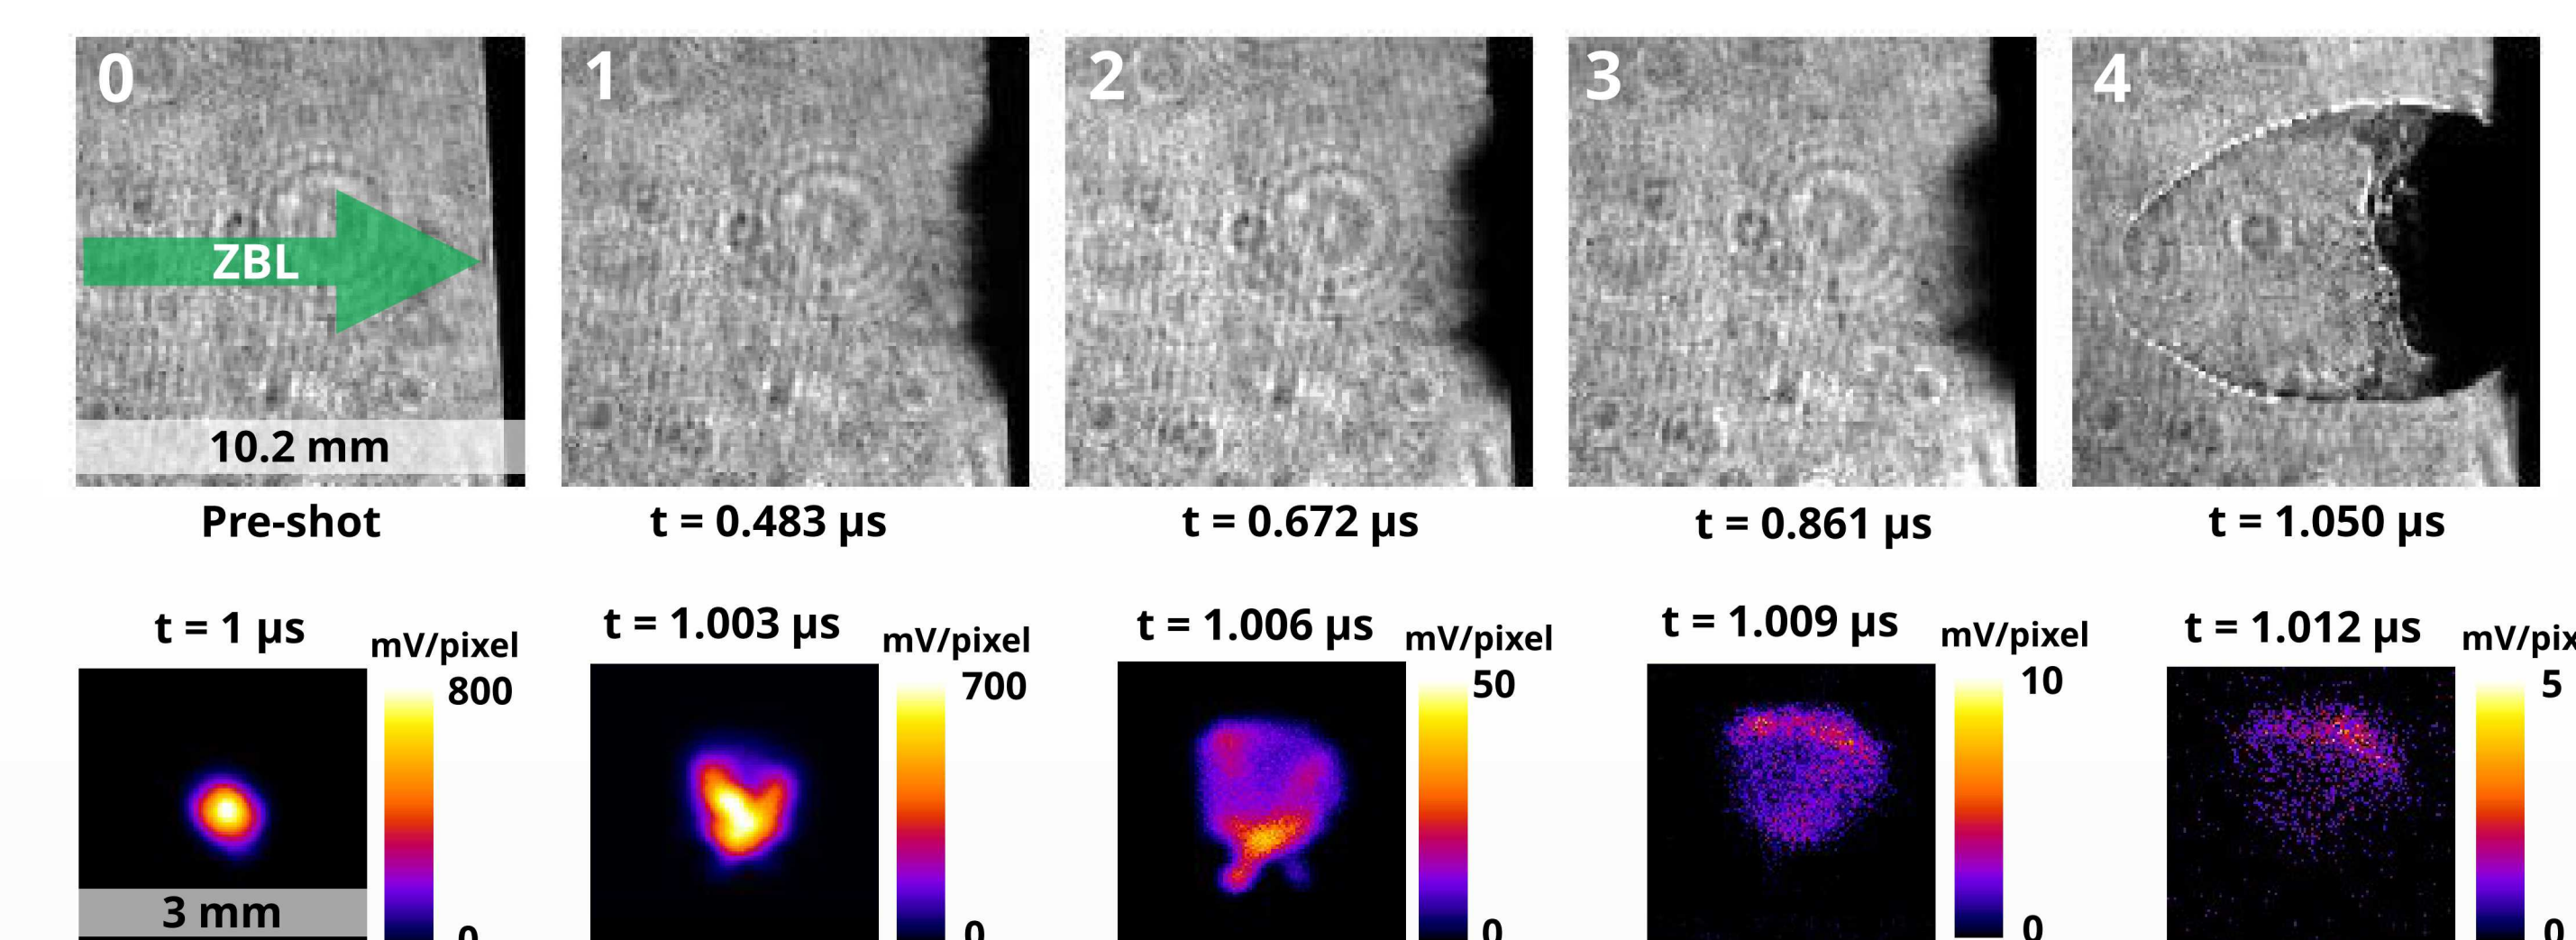 0
1
2
3
4
ZBL
10.2 mm
Pre-shot
t = 0.483 µs
t = 0.672 µs
t = 0.861 µs
t = 1.050 µs
t = 1 µs
mV/pixel
800
0
3 mm
t = 1.003 µs
mV/pixel
700
0
t = 1.006 µs
mV/pixel
50
0
t = 1.009 µs
mV/pixel
10
0
t = 1.012 µs
mV/pix
5
0